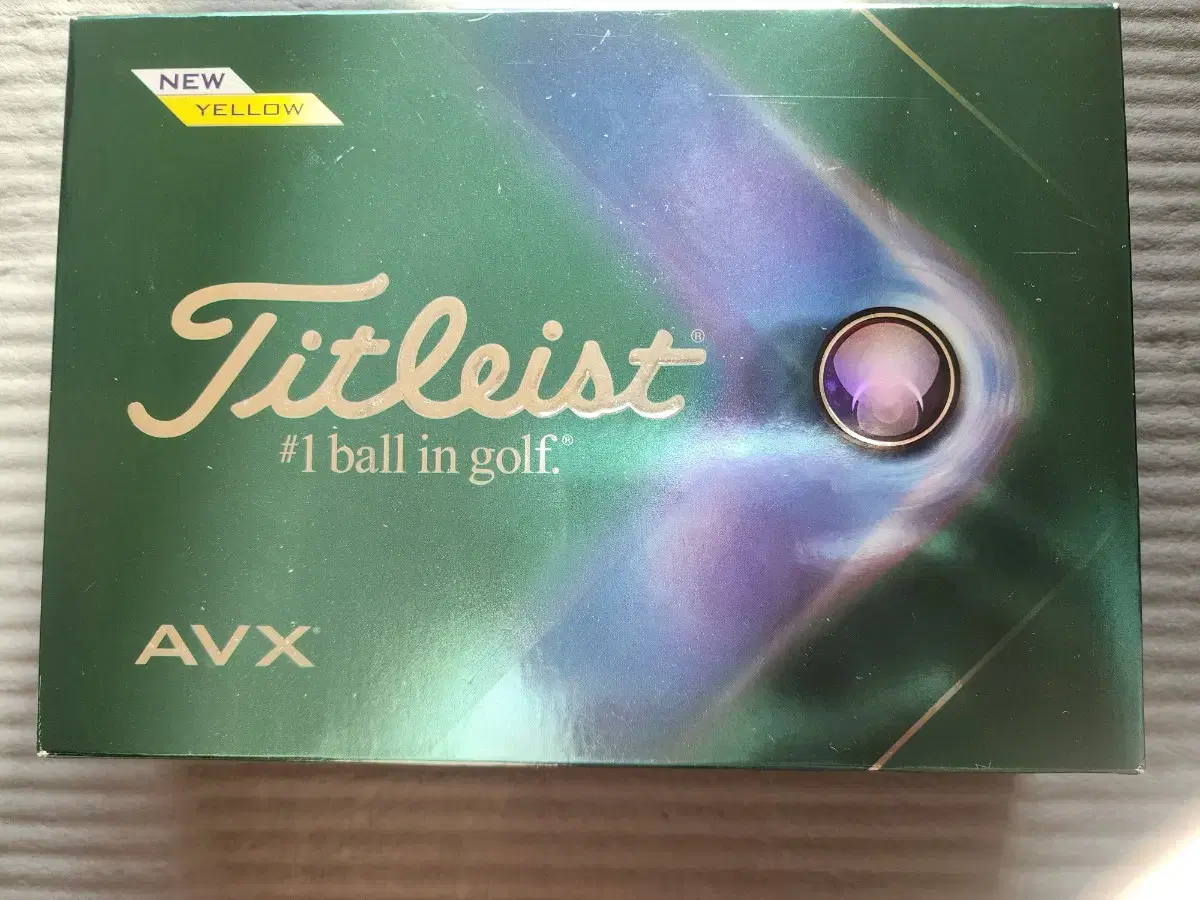 NEW
YELLOW
Titleist®
#1 ball in golf.®
AVX®